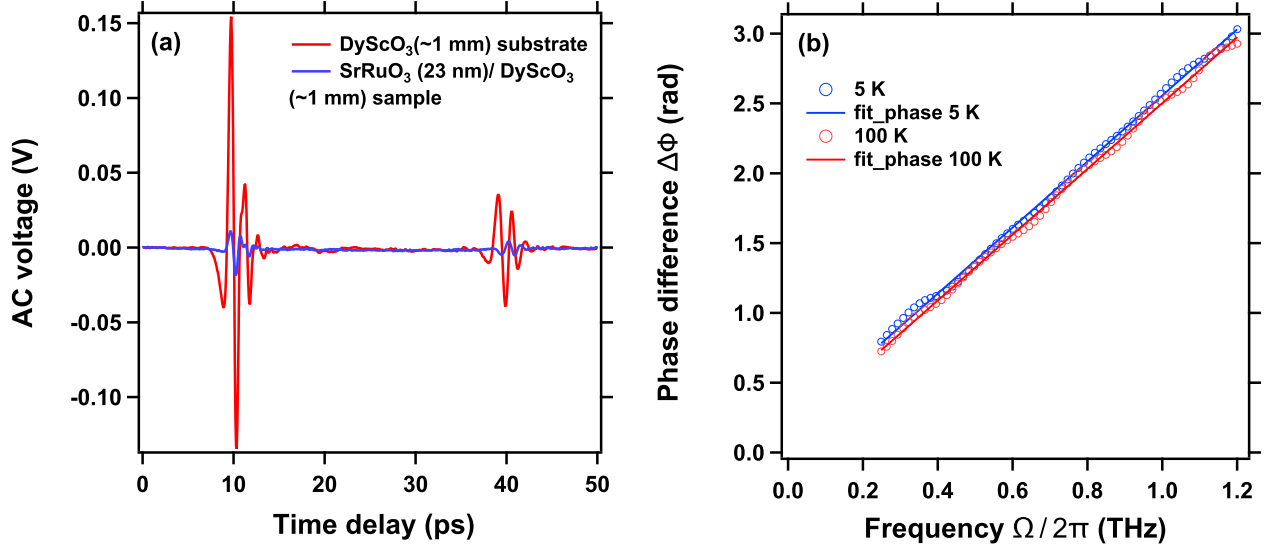 (a)
DyScO₃(~1 mm) substrate
SrRuO₃ (23 nm)/ DyScO₃
(~1 mm) sample
AC voltage (V)
0.15
0.10
0.05
0.00
-0.05
-0.10
0
10
20
30
40
50
Time delay (ps)
(b)
5 K
fit_phase 5 K
100 K
fit_phase 100 K
Phase difference ΔΦ (rad)
3.0
2.5
2.0
1.5
1.0
0.5
0.0
0.0
0.2
0.4
0.6
0.8
1.0
1.2
Frequency Ω / 2π (THz)